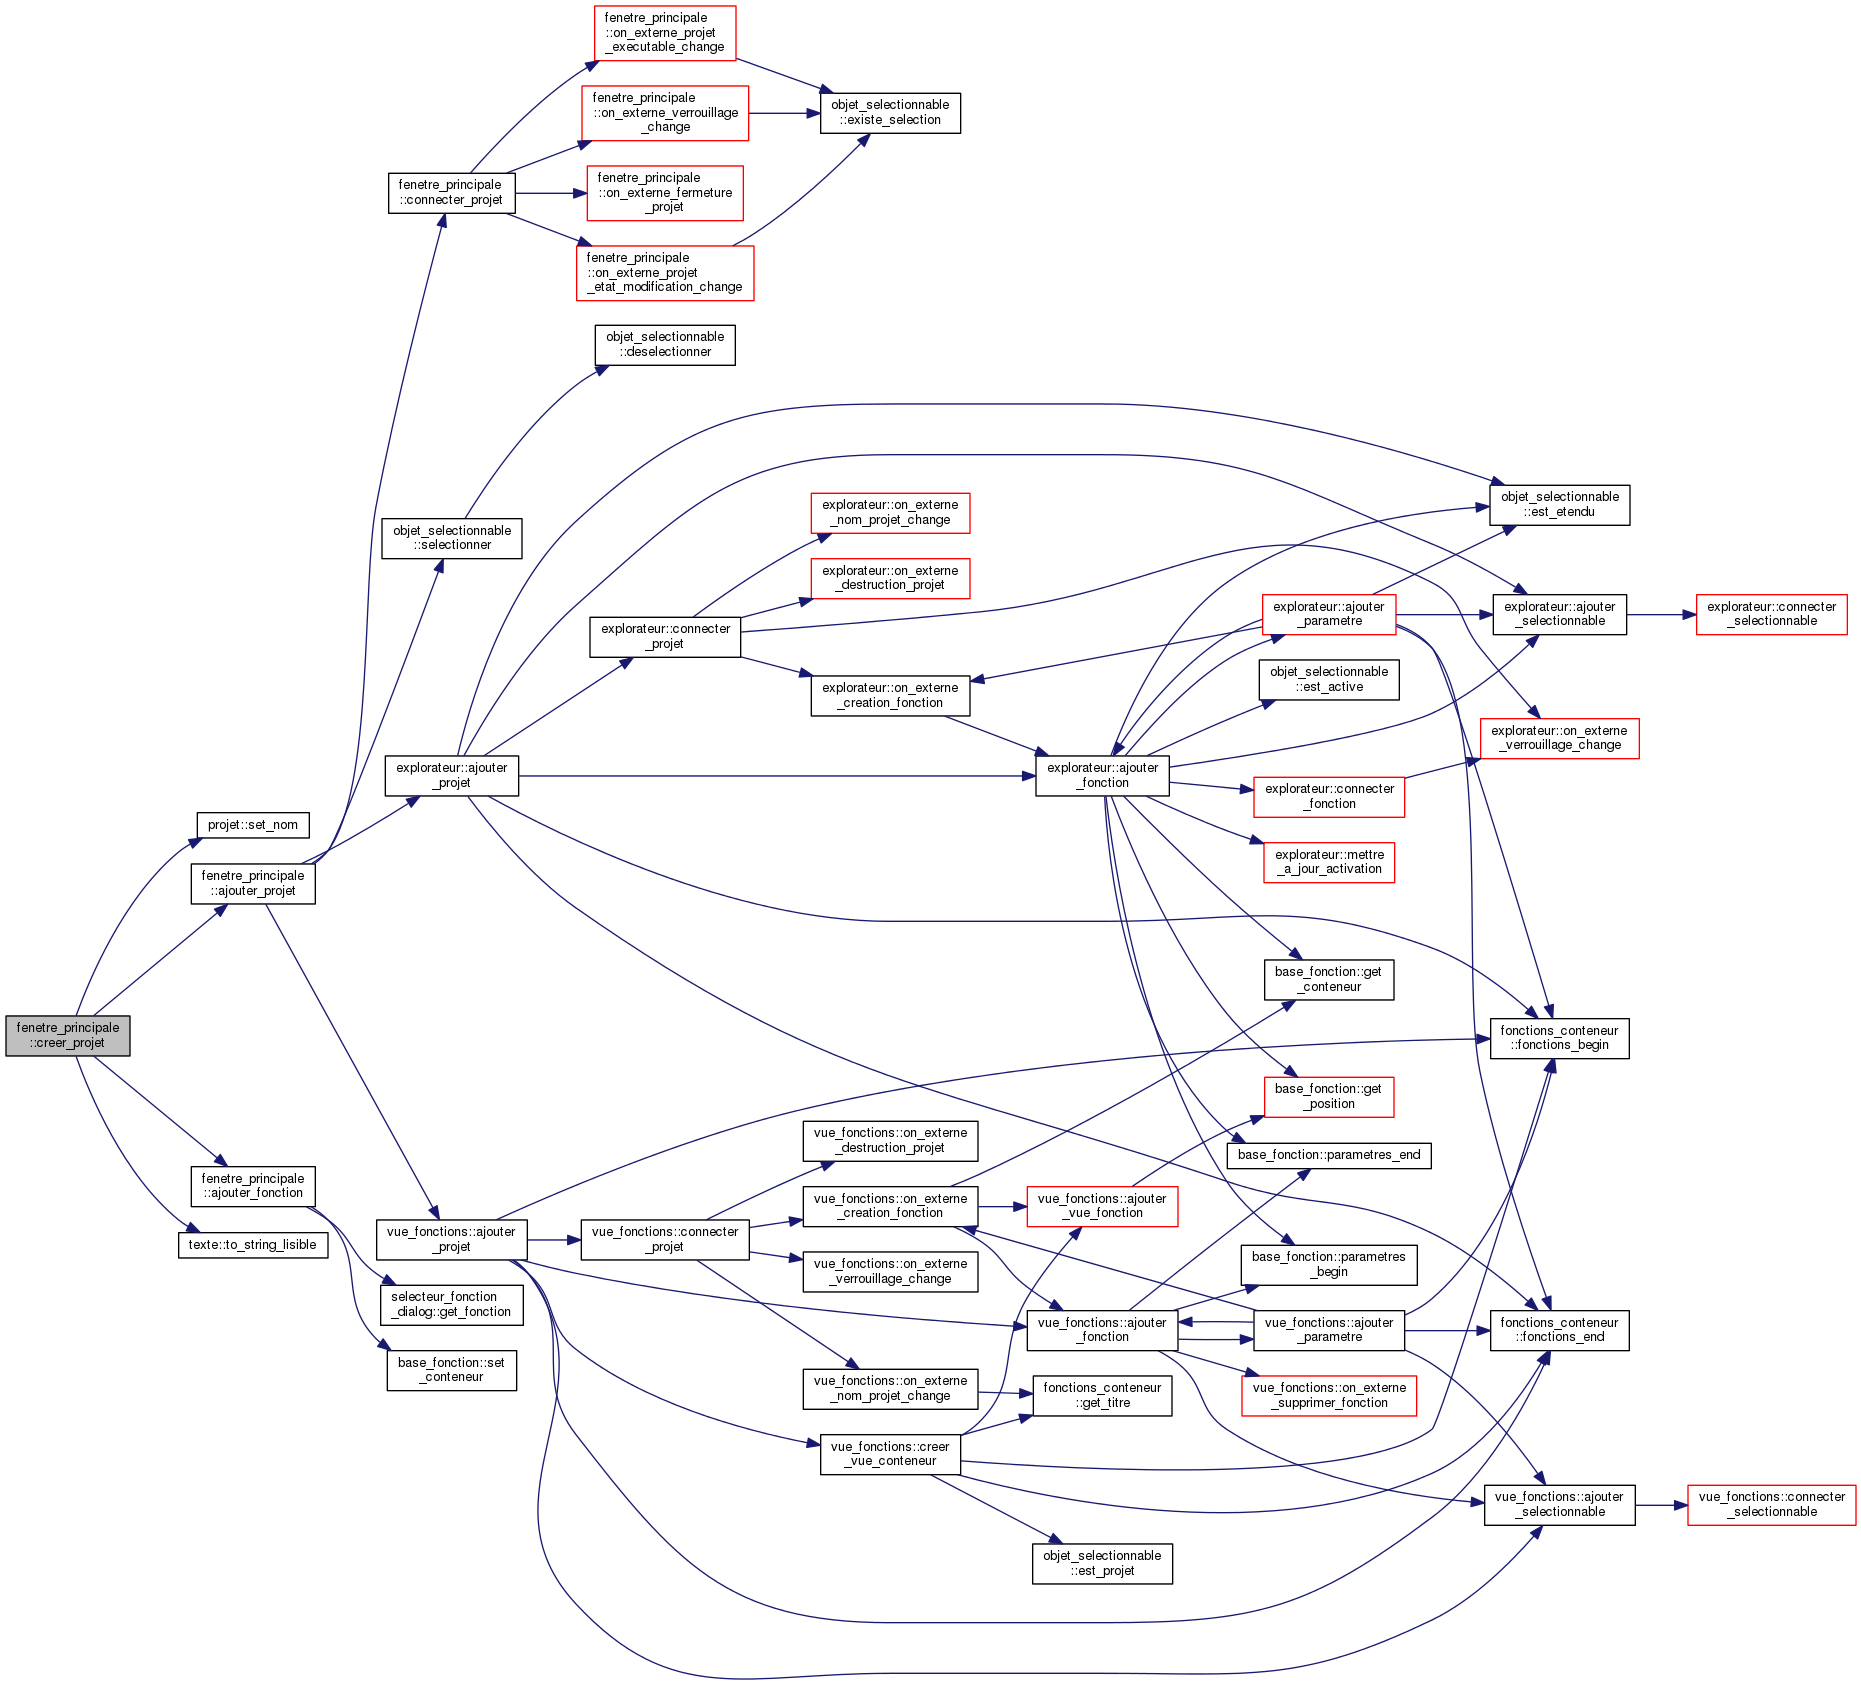 fenetre_principale
::on_externe_projet
_executable_change
fenetre_principale
::on_externe_verrouillage
_change
objet_selectionnable
::existe_selection
fenetre_principale
::connecter_projet
fenetre_principale
::on_externe_fermeture
_projet
fenetre_principale
::on_externe_projet
_etat_modification_change
objet_selectionnable
::deselectionner
objet_selectionnable
::selectionner
explorateur::on_externe
_nom_projet_change
objet_selectionnable
::est_etendu
explorateur::on_externe
_destruction_projet
explorateur::connecter
_projet
explorateur::ajouter
_parametre
explorateur::ajouter
_selectionnable
explorateur::connecter
_selectionnable
explorateur::on_externe
_creation_fonction
objet_selectionnable
::est_active
explorateur::on_externe
_verrouillage_change
explorateur::ajouter
_projet
explorateur::ajouter
_fonction
explorateur::connecter
_fonction
projet::set_nom
explorateur::mettre
_a_jour_activation
fenetre_principale
::ajouter_projet
base_fonction::get
_conteneur
fenetre_principale
::creer_projet
fonctions_conteneur
::fonctions_begin
base_fonction::get
_position
vue_fonctions::on_externe
_destruction_projet
base_fonction::parametres_end
fenetre_principale
::ajouter_fonction
vue_fonctions::on_externe
_creation_fonction
vue_fonctions::ajouter
_vue_fonction
texte::to_string_lisible
vue_fonctions::ajouter
_projet
vue_fonctions::connecter
_projet
vue_fonctions::on_externe
_verrouillage_change
base_fonction::parametres
_begin
selecteur_fonction
_dialog::get_fonction
vue_fonctions::ajouter
_fonction
vue_fonctions::ajouter
_parametre
fonctions_conteneur
::fonctions_end
base_fonction::set
_conteneur
vue_fonctions::on_externe
_nom_projet_change
fonctions_conteneur
::get_titre
vue_fonctions::on_externe
_supprimer_fonction
vue_fonctions::creer
_vue_conteneur
vue_fonctions::ajouter
_selectionnable
vue_fonctions::connecter
_selectionnable
objet_selectionnable
::est_projet